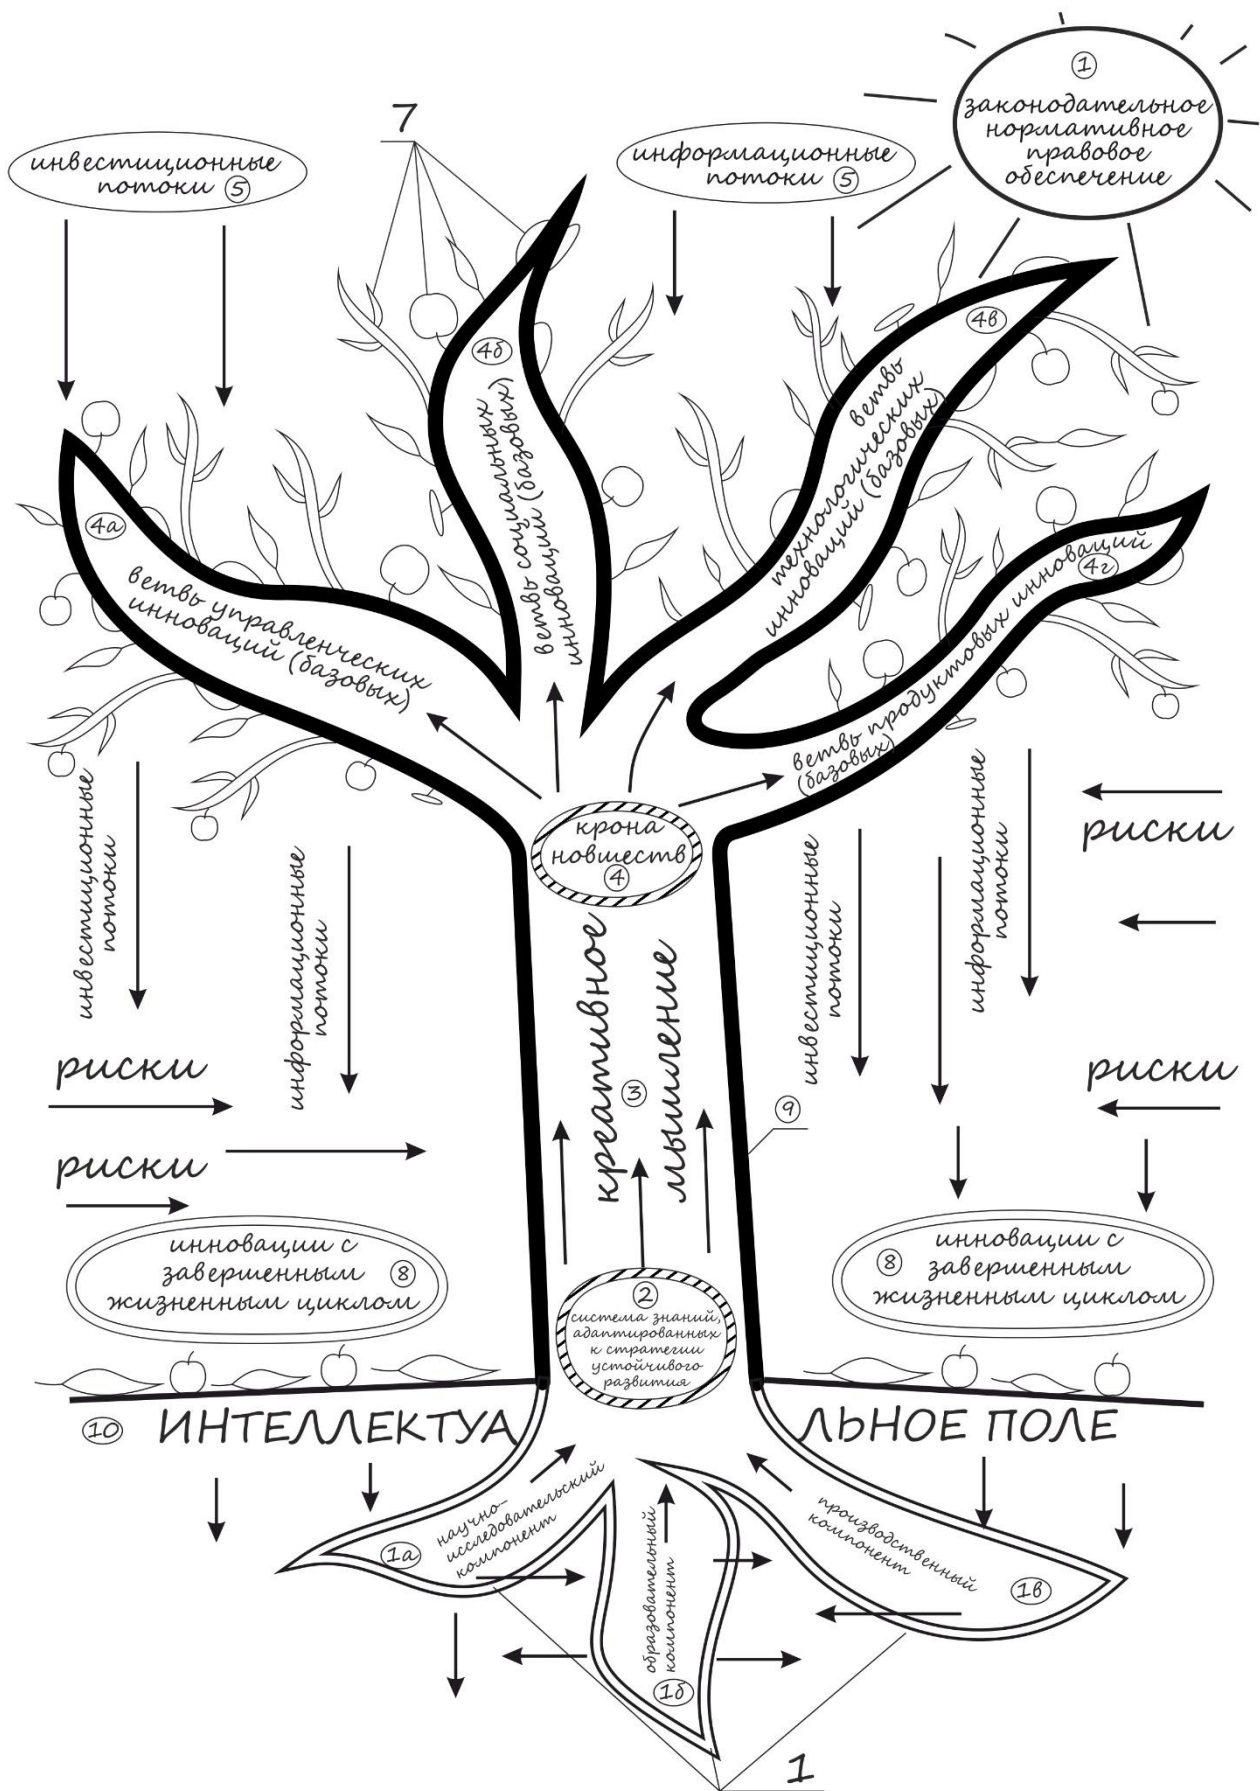 1
законодательное
нормативное
правовое
обеспечение
7
инвестиционные
потоки 5
информационные
потоки 5
4б
4в
4а
4г
ветвь управленческих
инноваций (базовых)
ветвь социальных
инноваций (базовых)
ветвь
технологических
инноваций (базовых)
ветвь продуктовых инноваций
(базовых)
крона
новшеств
4
инвестиционные
потоки
информационные
потоки
инвестиционные
потоки
информационные
потоки
риски
риски
риски
риски
креативное
3
мышление
9
инновации с
завершенным 8
жизненным циклом
инновации с
8 завершенным
жизненным циклом
2
система знаний,
адаптированных
к стратегии
устойчивого
развития
10 ИНТЕЛЛЕКТУА
ЛЬНОЕ ПОЛЕ
научно-
исследовательский
компонент
1а
образовательный
компонент
1б
производственный
компонент
1в
1